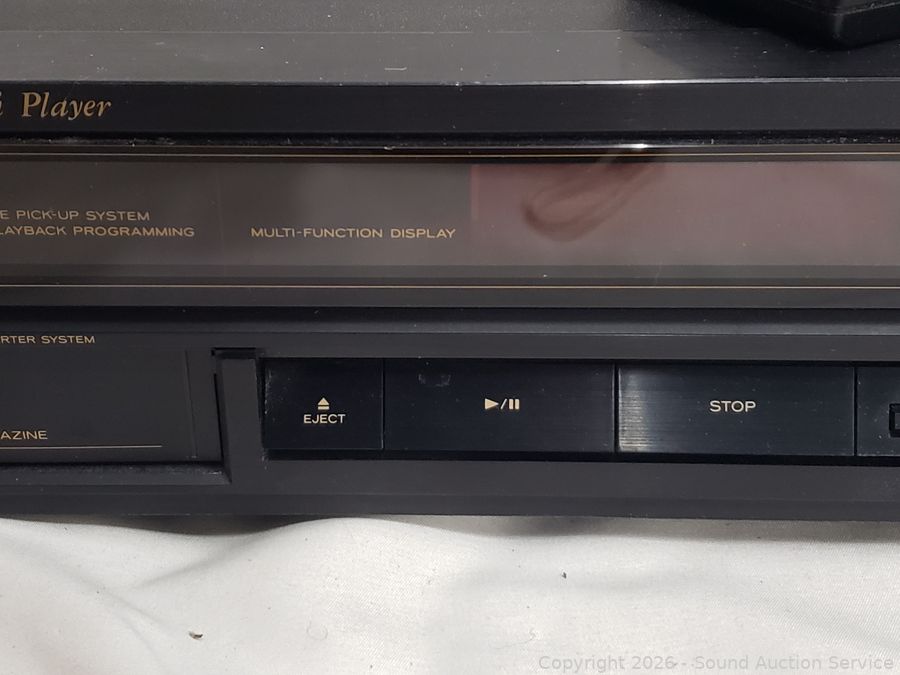 Player
E PICK-UP SYSTEM
LAYBACK PROGRAMMING
MULTI-FUNCTION DISPLAY
RTER SYSTEM
EJECT
STOP
AZINE
Copyright 2026 - Sound Auction Service